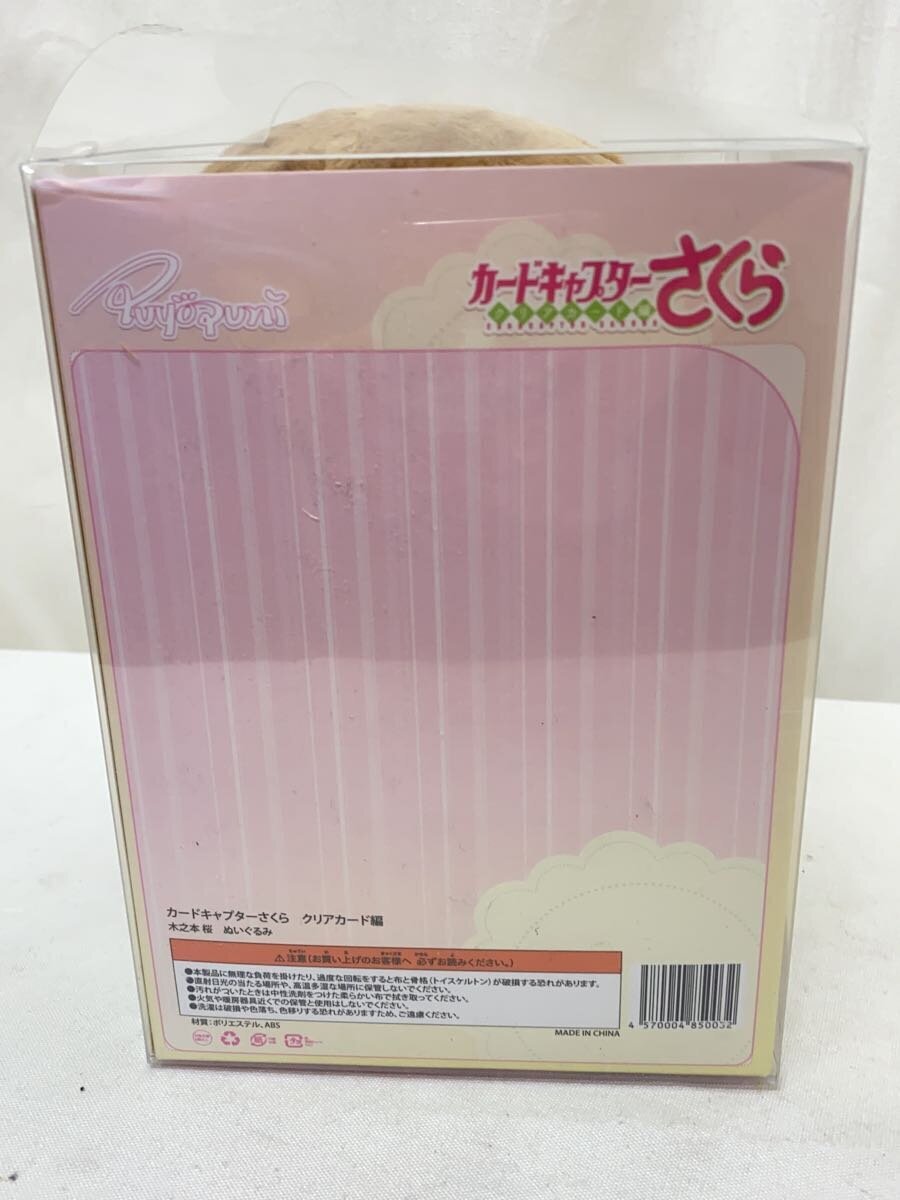 PuyoQuni
カードキャプターさくら
クリアカード編
カードキャプターさくら　クリアカード編
木之本 桜　ぬいぐるみ
⚠注意(お買い上げのお客様へ 必ずお読みください。)
●本製品に無理な負荷を掛けたり、過度な回転をすると布と骨格(トイスケルトン)が破損する恐れがあります。
●直射日光の当たる場所や、高温多湿な場所に保管しないでください。
●汚れがついたときは中性洗剤をつけた柔らかい布で拭き取ってください。
●火気や暖房器具近くでの保管と使用はしないでください。
●洗濯は破損や色落ち、色移りする恐れがありますため、ご遠慮ください。
材質：ポリエステル、ABS
MADE IN CHINA
4 570004 850032